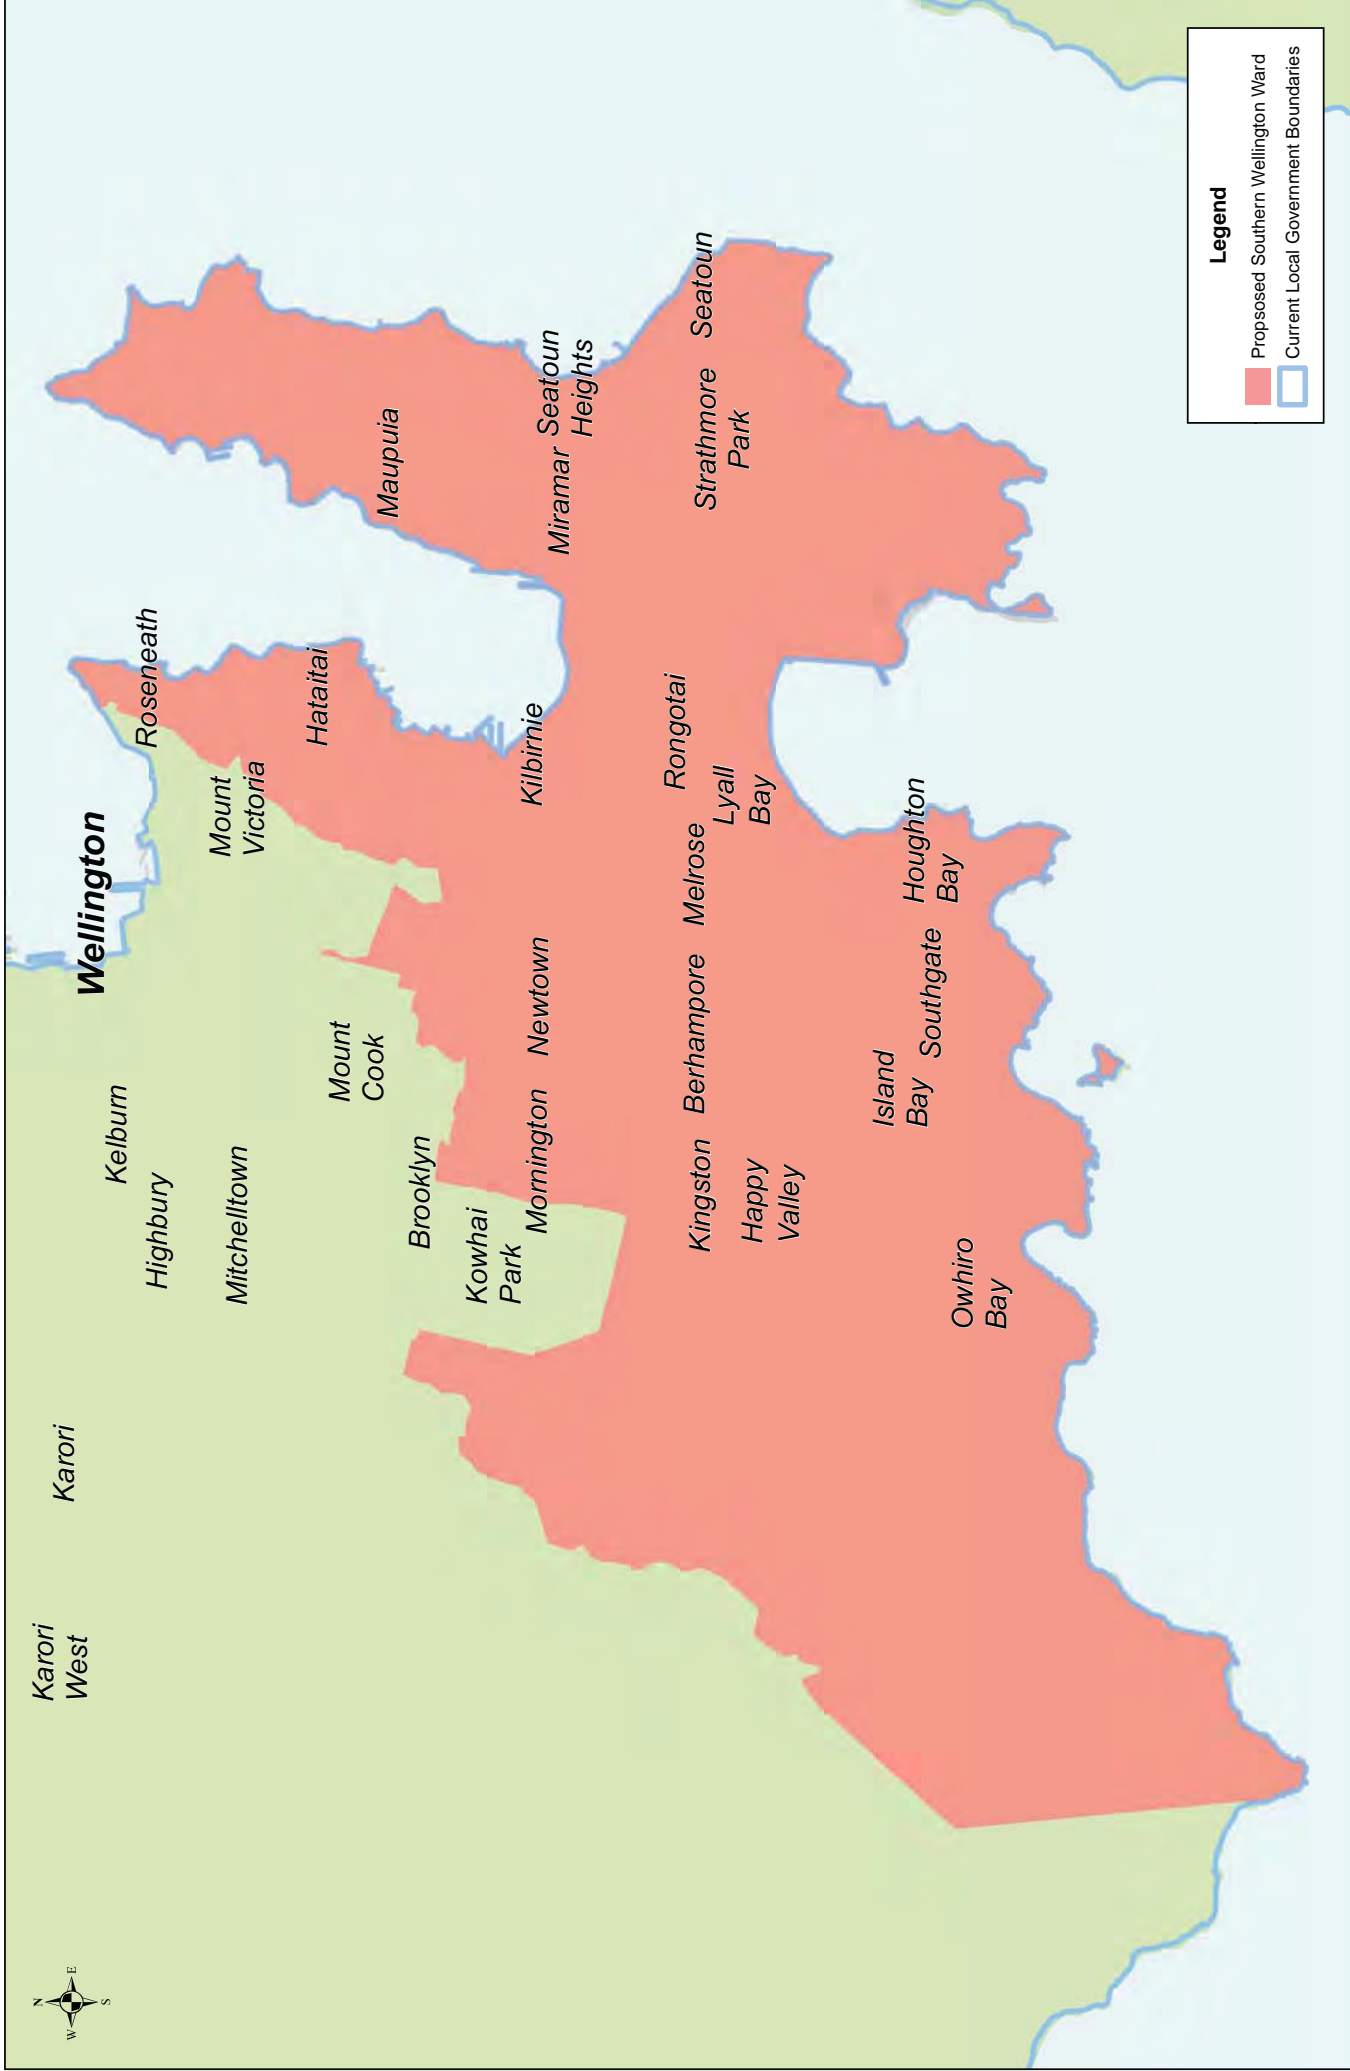 Wellington
Karori
West
Karori
Kelburn
Highbury
Roseneath
Mitchelltown
Mount
Victoria
Hataitai
Mount
Cook
Maupuia
Brooklyn
Kowhai
Park
Mornington
Newtown
Kilbirnie
Miramar
Seatoun
Heights
Kingston
Berhampore
Melrose
Rongotai
Strathmore
Park
Seatoun
Happy
Valley
Lyall
Bay
Island
Bay
Southgate
Houghton
Bay
Owhiro
Bay
N
W
E
S
Legend
Propsosed Southern Wellington Ward
Current Local Government Boundaries